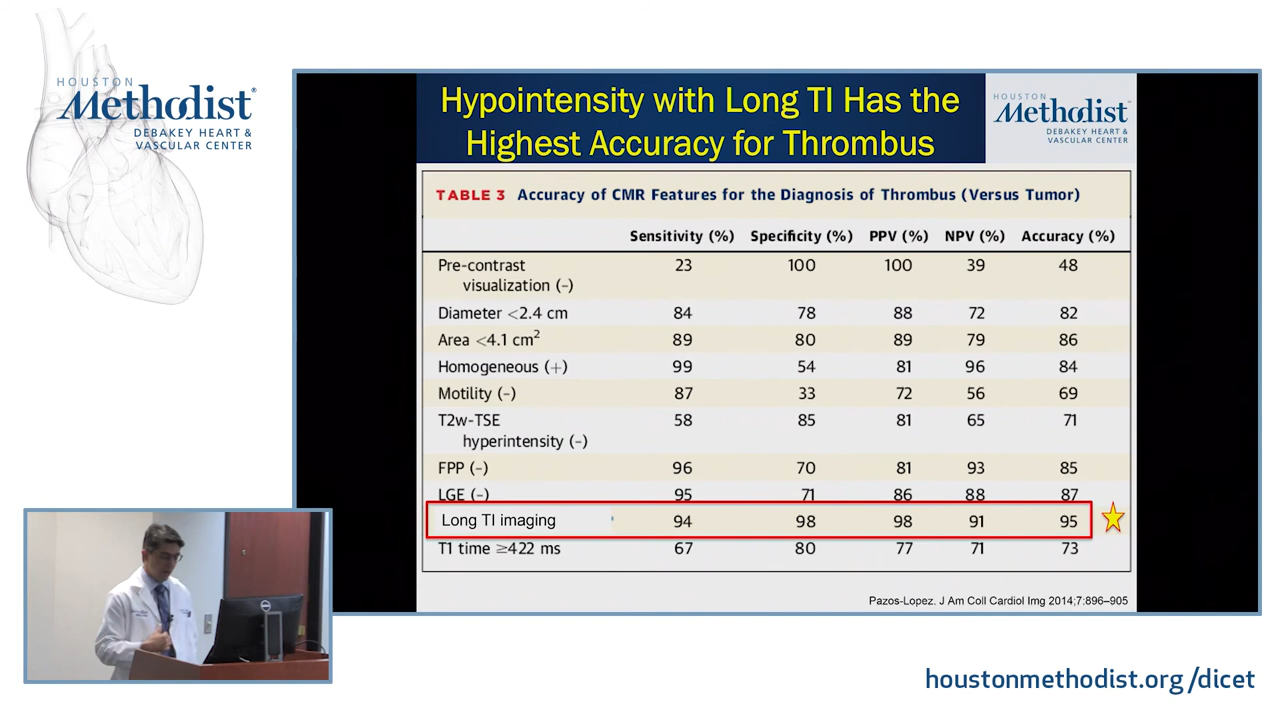 HOUSTON
Methodist®
DEBAKEY HEART &
VASCULAR CENTER
Hypointensity with Long TI Has the
Highest Accuracy for Thrombus
HOUSTON
Methodist
DEBAKEY HEART &
VASCULAR CENTER
TABLE 3 Accuracy of CMR Features for the Diagnosis of Thrombus (Versus Tumor)
Sensitivity (%) Specificity (%) PPV (%) NPV (%) Accuracy (%)
Pre-contrast
visualization (-) 23 100 100 39 48
Diameter <2.4 cm 84 78 88 72 82
Area <4.1 cm² 89 80 89 79 86
Homogeneous (+) 99 54 81 96 84
Motility (-) 87 33 72 56 69
T2w-TSE
hyperintensity (-) 58 85 81 65 71
FPP (-) 96 70 81 93 85
LGE (-) 95 71 86 88 87
Long TI imaging 94 98 98 91 95
T1 time ≥422 ms 67 80 77 71 73
Pazos-Lopez. J Am Coll Cardiol Img 2014;7:896–905
houstonmethodist.org/dicet